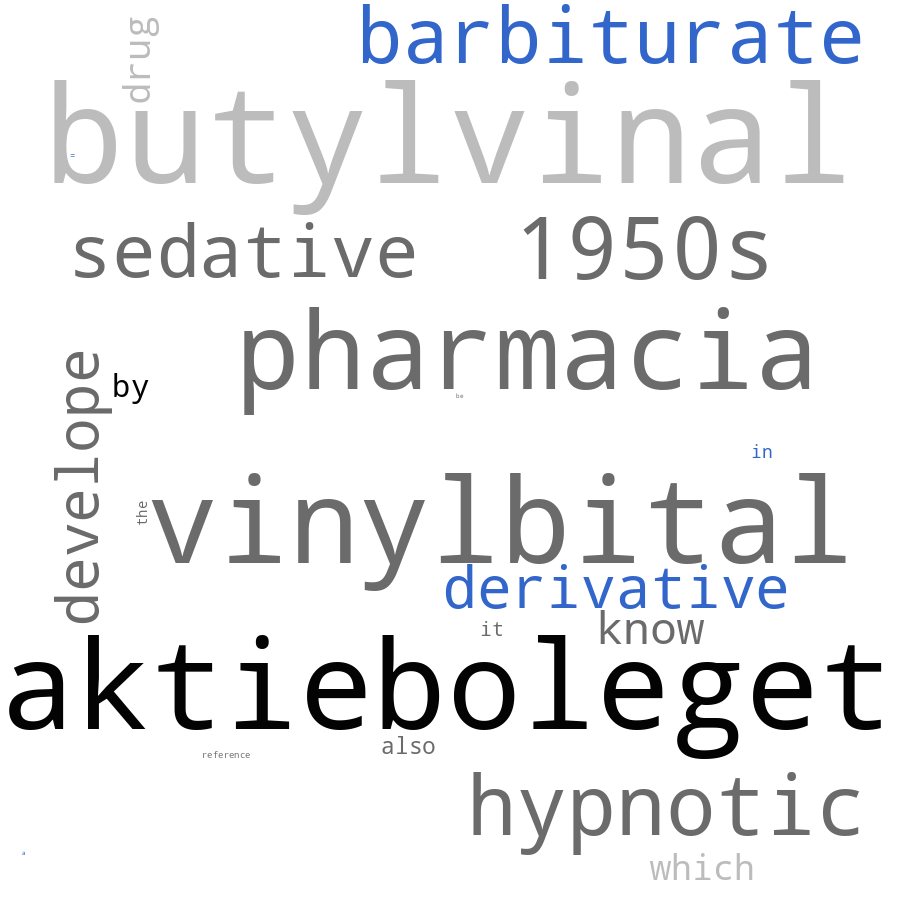 barbiturate
drug
butylvinal
=
sedative
1950s
pharmacia
develope
by
be
in
vinylbital
the
derivative
know
it
aktieboleget
also
reference
hypnotic
a
which